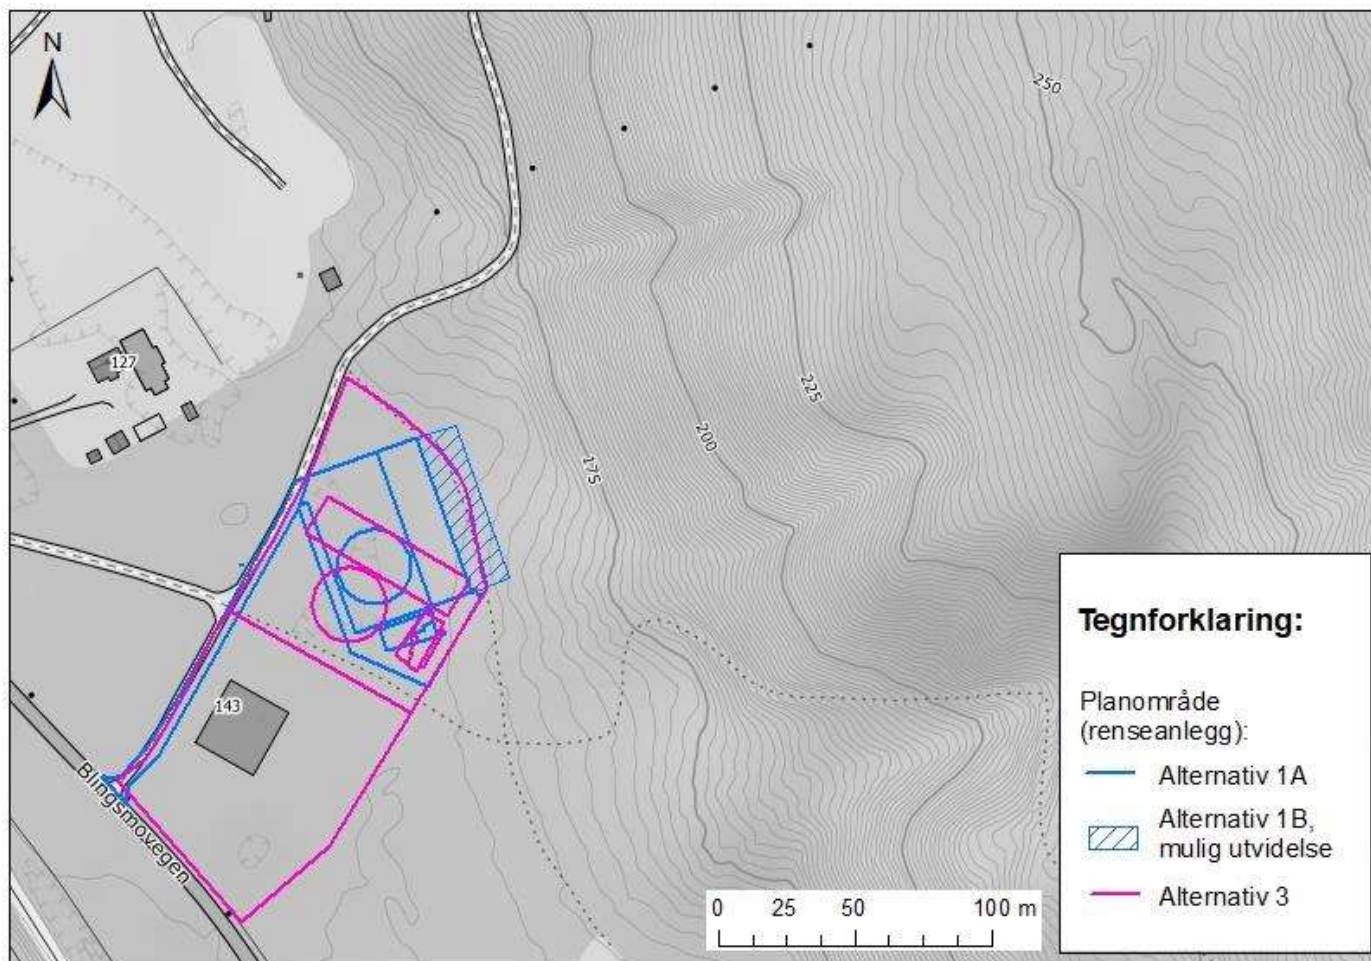 N
250
127
225
200
175
143
Blingsmovegen
Tegnforklaring:
Planområde
(renseanlegg):
Alternativ 1A
Alternativ 1B,
mulig utvidelse
Alternativ 3
0 25 50 100 m